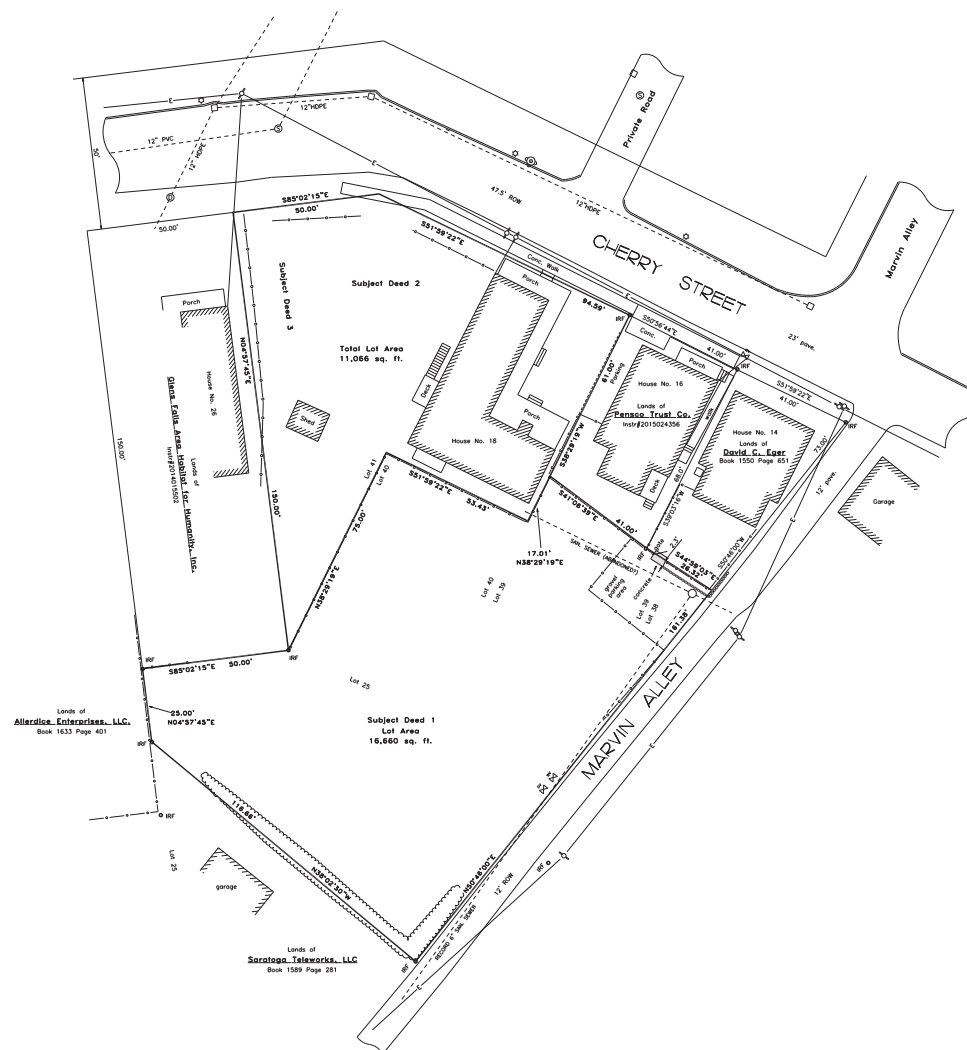 50'
E
12"HDPE
12" PVC
12" HDPE
S
Private Road
S
Marvin Alley
47.5' ROW
12"HDPE
E
CHERRY STREET
23' pave.
E
50.00'
S85°02'15"E
50.00'
S51°59'22"E
Conc. Walk
Porch
94.59'
IRF
S50°56'44"E
41.00'
IRF
S51°59'22"E
41.00'
IRF
Subject Deed 3
Subject Deed 2
Total Lot Area
11,066 sq. ft.
Porch
N04°57'45"E
150.00'
House No. 26
Lands of
Glens Falls Area Habitat for Humanity, Inc.
Instr#2014015502
150.00'
Shed
Deck
House No. 18
Porch
Parking
61.00'
S38°29'19"W
Conc.
Porch
House No. 16
Lands of
Pensco Trust Co.
Instr#2015024356
Deck
walk
68.0'
S39°03'16"W
House No. 14
Lands of
David C. Eger
Book 1550 Page 651
73.00'
S50°46'00"W
12' pave.
E
Garage
Lot 41
Lot 40
S51°59'22"E
53.43'
75.00'
N38°29'19"E
17.01'
N38°29'19"E
S41°06'39"E
41.00'
IRF
gate
2.3'
S44°59'03"E
26.32'
SAN. SEWER (ABANDONED?)
gravel
parking
area
concrete
Lot 40
Lot 39
Lot 39
Lot 38
161.38'
IRF
S85°02'15"E
50.00'
IRF
Lot 25
25.00'
N04°57'45"E
Lands of
Allerdice Enterprises, LLC.
Book 1633 Page 401
IRF
Subject Deed 1
Lot Area
16,660 sq. ft.
MARVIN ALLEY
E
IRF
Lot 25
garage
116.66'
N38°02'30"W
N50°46'00"E
12' ROW
IRF
RECORD 6" SAN. SEWER
IRF
E
Lands of
Saratoga Teleworks, LLC
Book 1589 Page 281